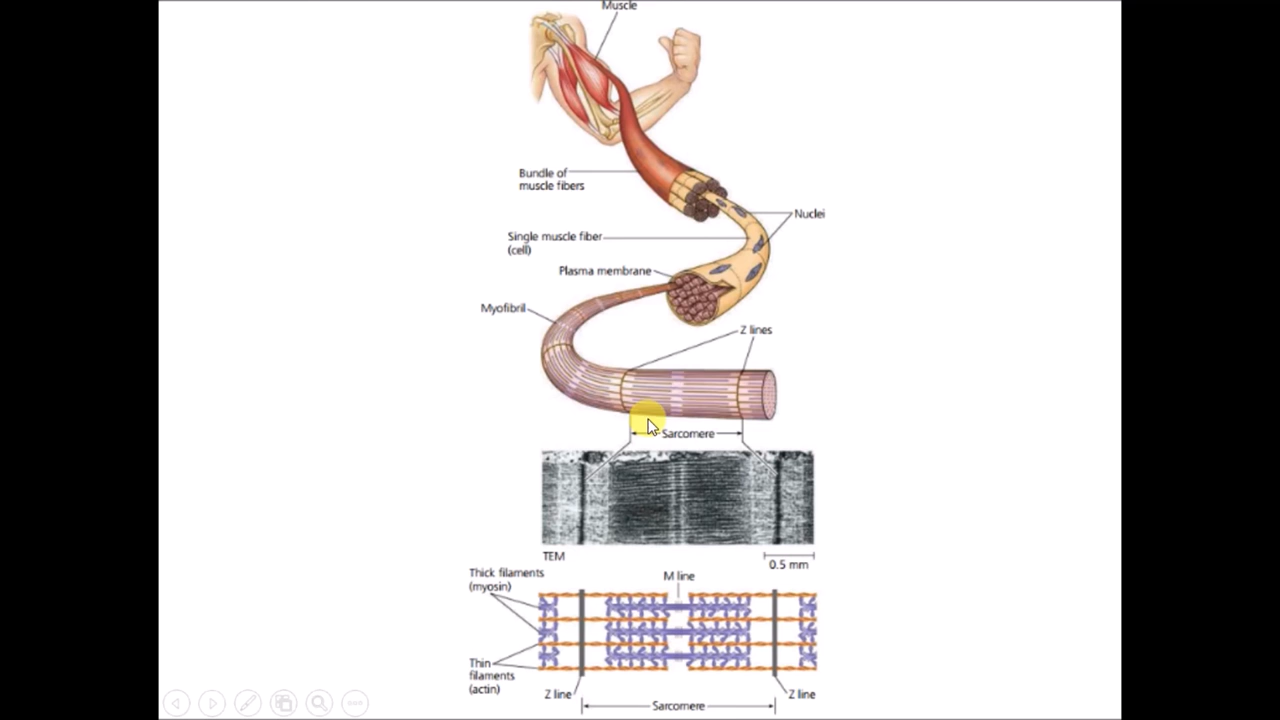 Muscle
Bundle of
muscle fibers
Nuclei
Single muscle fiber
(cell)
Plasma membrane
Myofibril
Z lines
Sarcomere
TEM
0.5 mm
Thick filaments
(myosin)
M line
Thin
filaments
(actin)
Z line
Z line
Sarcomere